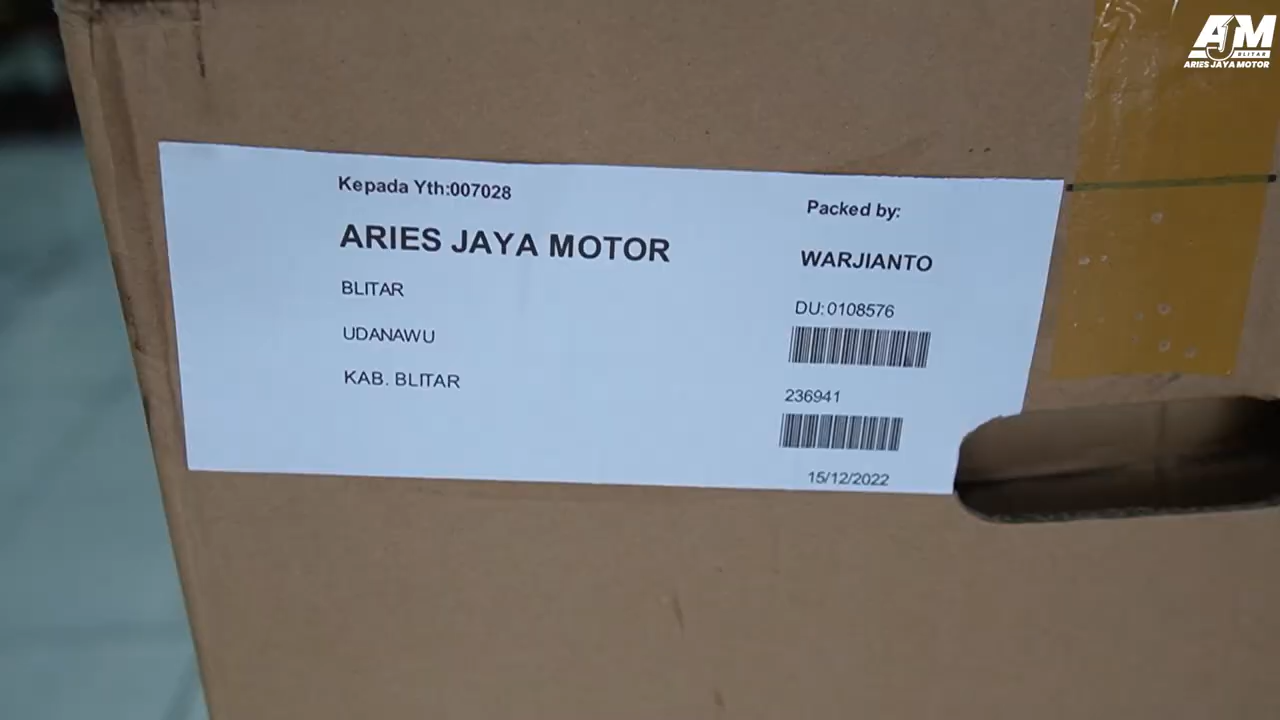 Kepada Yth:007028
ARIES JAYA MOTOR
BLITAR
UDANAWU
KAB. BLITAR
Packed by:
WARJIANTO
DU: 0108576
236941
15/12/2022
AJM
BLITAR
ARIES JAYA MOTOR